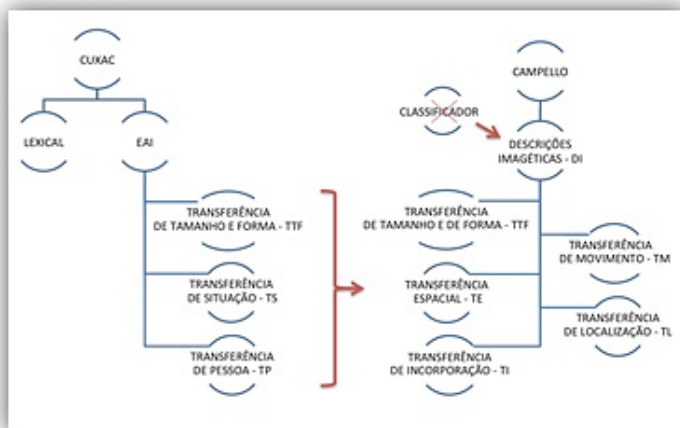 CUXAC
LEXICAL
EAI
TRANSFERÊNCIA
DE TAMANHO E FORMA - TTF
TRANSFERÊNCIA
DE SITUAÇÃO - TS
TRANSFERÊNCIA
DE PESSOA - TP
CAMPELLO
CLASSIFICADOR
DESCRIÇÕES
IMAGÉTICAS - DI
TRANSFERÊNCIA
DE TAMANHO E DE FORMA - TTF
TRANSFERÊNCIA
DE MOVIMENTO - TM
TRANSFERÊNCIA
ESPACIAL - TE
TRANSFERÊNCIA
DE LOCALIZAÇÃO - TL
TRANSFERÊNCIA
DE INCORPORAÇÃO - TI